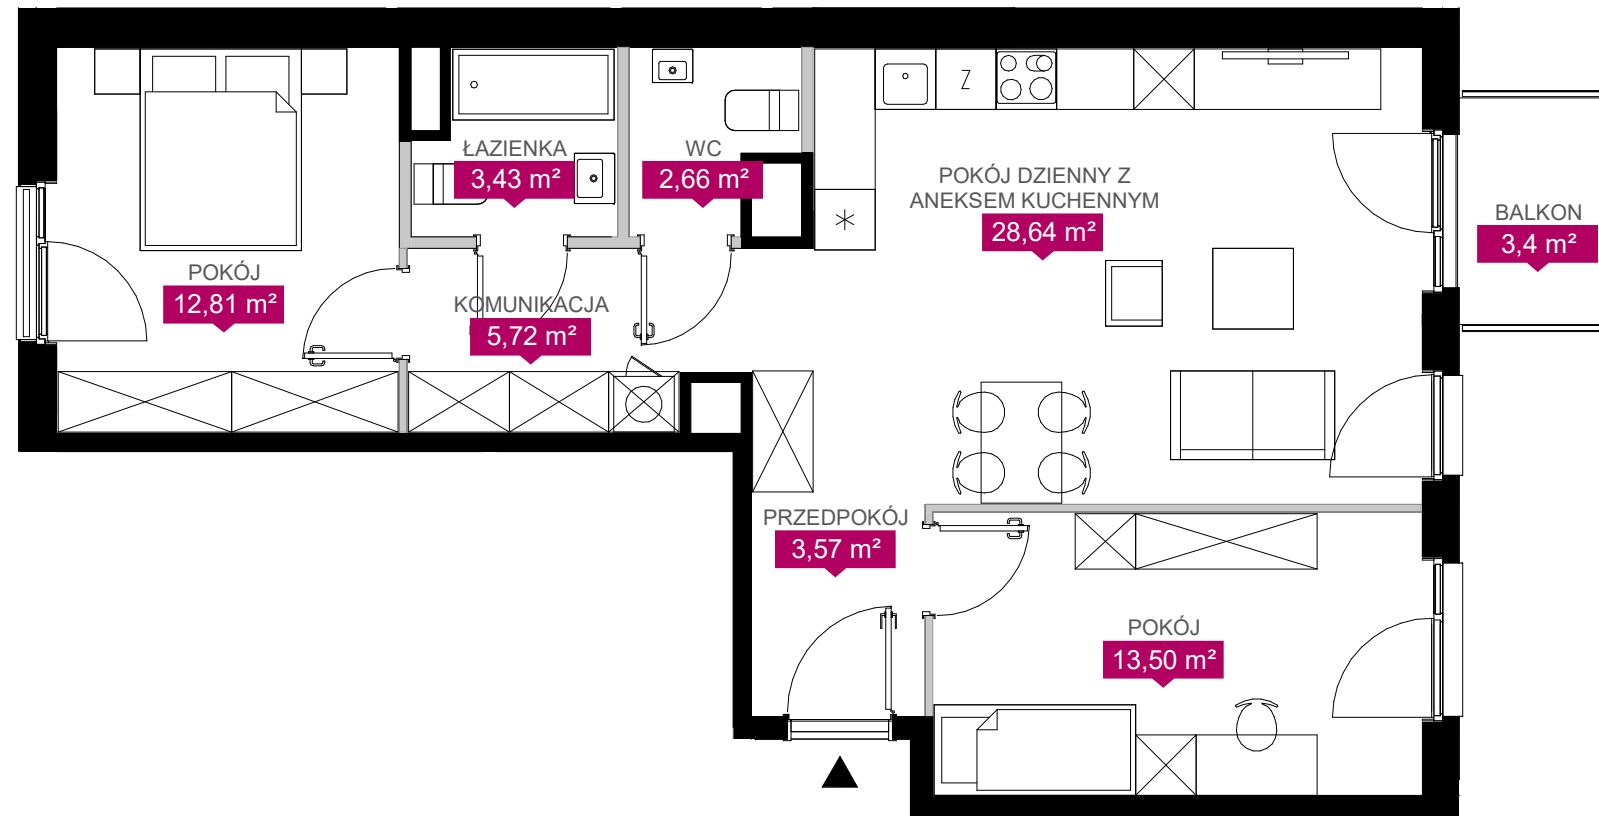 ŁAZIENKA
3,43 m²
WC
2,66 m²
Z
POKÓJ DZIENNY Z
ANEKSEM KUCHENNYM
28,64 m²
BALKON
3,4 m²
POKÓJ
12,81 m²
KOMUNIKACJA
5,72 m²
PRZEDPOKÓJ
3,57 m²
POKÓJ
13,50 m²